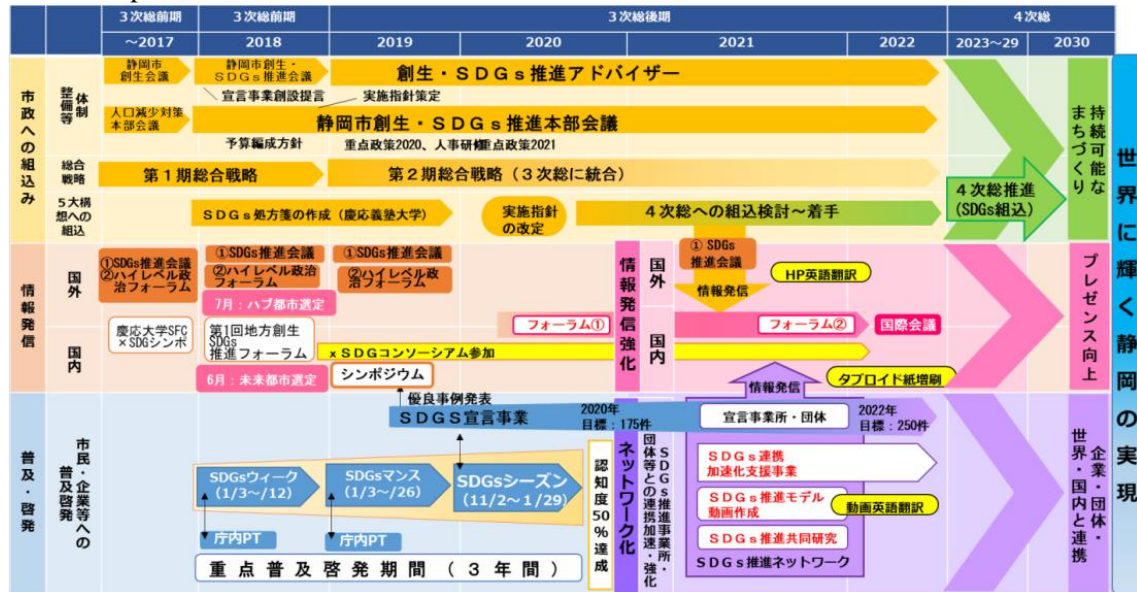 3次総前期
3次総前期
3次総後期
4次総
～2017
2018
2019
2020
2021
2022
2023～29
2030
市政への組込み
体制
整備等
静岡市
創生会議
静岡市創生・
ＳＤＧｓ推進会議
創生・ＳＤＧｓ推進アドバイザー
宣言事業創設提言
実施指針策定
人口減少対策
本部会議
静岡市創生・ＳＤＧｓ推進本部会議
予算編成方針
重点政策2020、人事研修
重点政策2021
総合
戦略
第１期総合戦略
第２期総合戦略（３次総に統合）
５大構
想への
組込
ＳＤＧｓ処方箋の作成（慶応義塾大学）
実施指針
の改定
４次総への組込検討～着手
４次総推進
（SDGs組込）
持続可能な
まちづくり
世界に輝く静岡の実現
情報発信
国外
①SDGs推進会議
②ハイレベル政
治フォーラム
①SDGs推進会議
②ハイレベル政治
フォーラム
①SDGs推進会議
②ハイレベル政
治フォーラム
7月：ハブ都市選定
情報発信強化
国外
① SDGs
推進会議
情報発信
HP英語翻訳
プレゼンス向上
国内
慶応大学SFC
×SDGシンポ
第1回地方創生
SDGs
推進フォーラム
フォーラム①
国内
フォーラム②
国際会議
ｘＳＤＧコンソーシアム参加
6月：未来都市選定
シンポジウム
情報発信
タブロイド紙増刷
普及・啓発
市民・企業等への
普及啓発
優良事例発表
ＳＤＧＳ宣言事業
2020年
目標：175件
宣言事業所・団体
2022年
目標：250件
SDGsウィーク
（1/3～/12）
SDGsマンス
（1/3～/26）
SDGsシーズン
（11/2～1/29）
庁内PT
庁内PT
重点普及啓発期間（３年間）
認知度50％達成
ネットワーク化
ＳＤＧｓ推進事業所・
団体等との連携加速・強化
ＳＤＧｓ連携
加速化支援事業
ＳＤＧｓ推進モデル
動画作成
動画英語翻訳
ＳＤＧｓ推進共同研究
SDGｓ推進ネットワーク
企業・団体・
世界・国内と連携